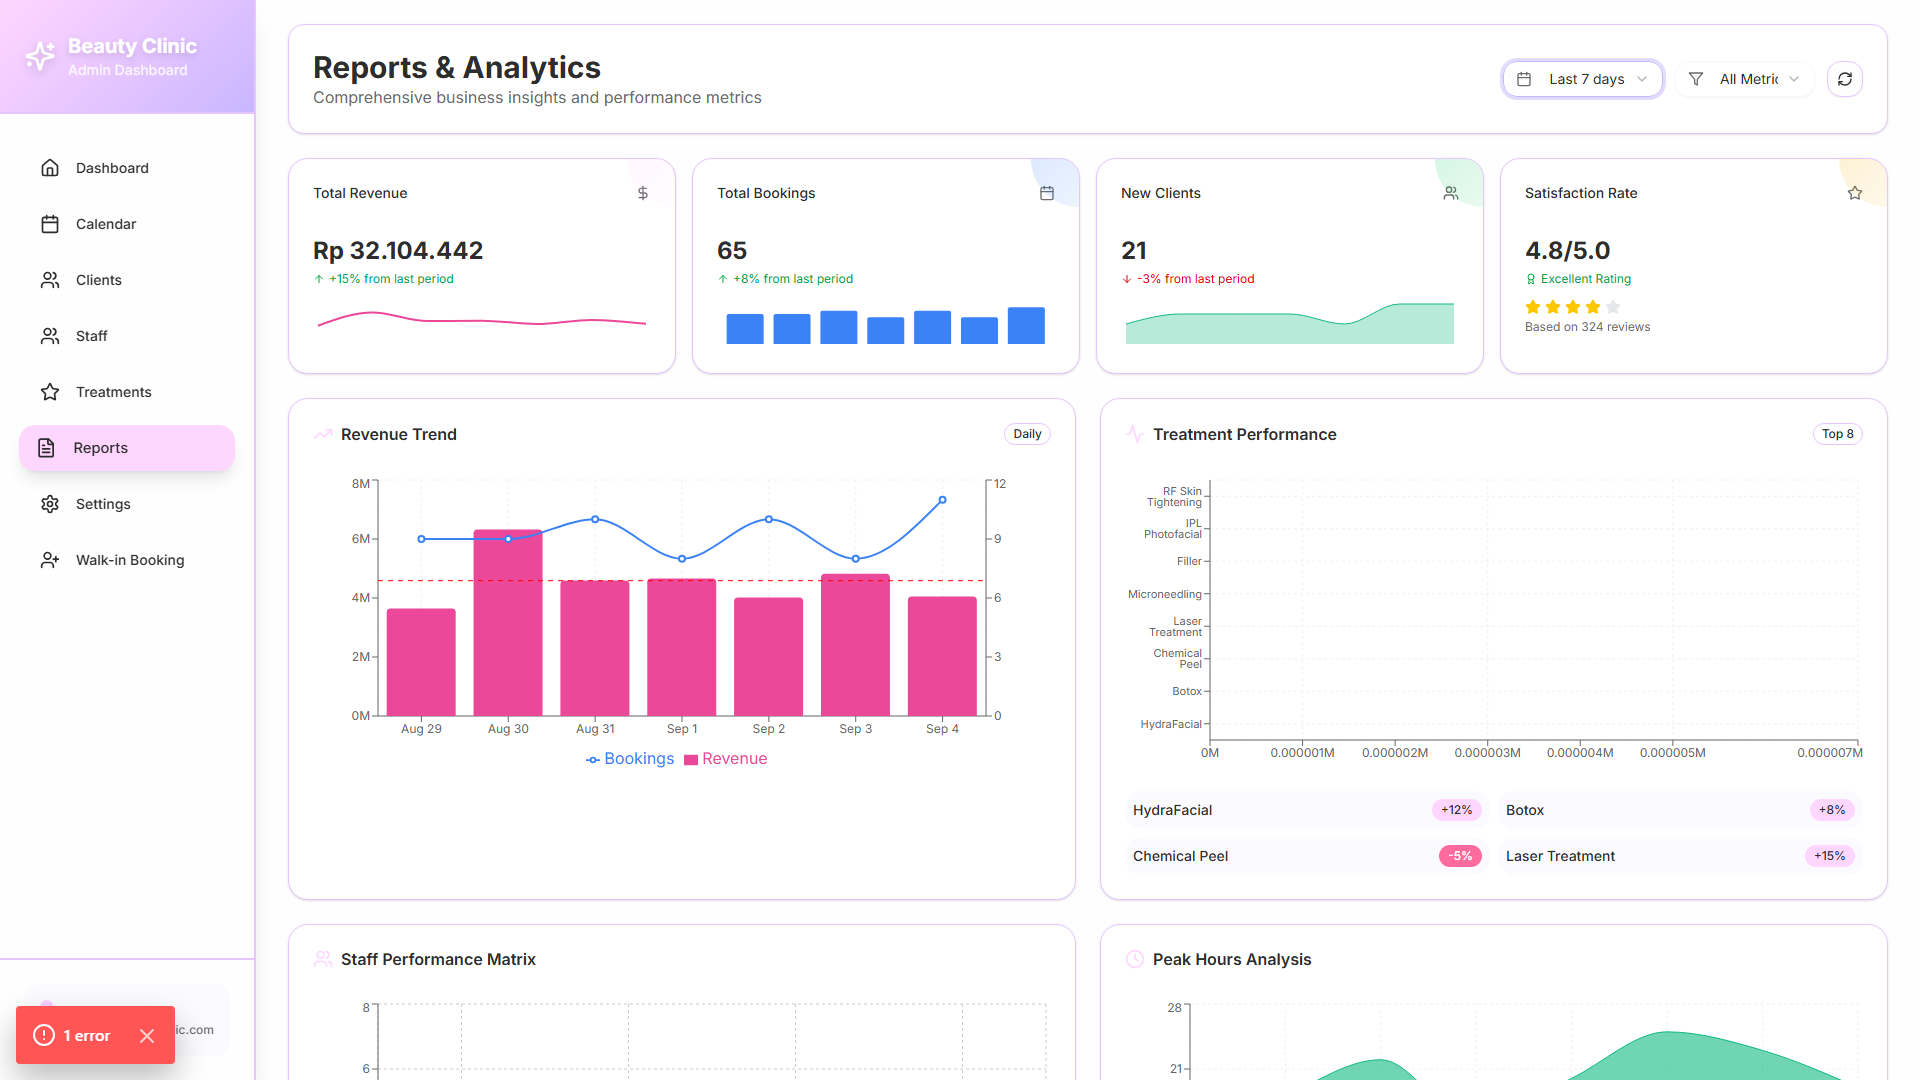 Beauty Clinic
Admin Dashboard
Dashboard
Calendar
Clients
Staff
Treatments
Reports
Settings
Walk-in Booking
ic.com
1 error
Reports & Analytics
Comprehensive business insights and performance metrics
Last 7 days
All Metric
Total Revenue
Rp 32.104.442
+15% from last period
Total Bookings
65
+8% from last period
New Clients
21
-3% from last period
Satisfaction Rate
4.8/5.0
Excellent Rating
Based on 324 reviews
Revenue Trend
Daily
8M
6M
4M
2M
0M
12
9
6
3
0
Aug 29 Aug 30 Aug 31 Sep 1 Sep 2 Sep 3 Sep 4
Bookings Revenue
Treatment Performance
Top 8
RF Skin
Tightening
IPL
Photofacial
Filler
Microneedling
Laser
Treatment
Chemical
Peel
Botox
HydraFacial
0M 0.000001M 0.000002M 0.000003M 0.000004M 0.000005M 0.000007M
HydraFacial +12%
Botox +8%
Chemical Peel -5%
Laser Treatment +15%
Staff Performance Matrix
8
6
Peak Hours Analysis
28
21